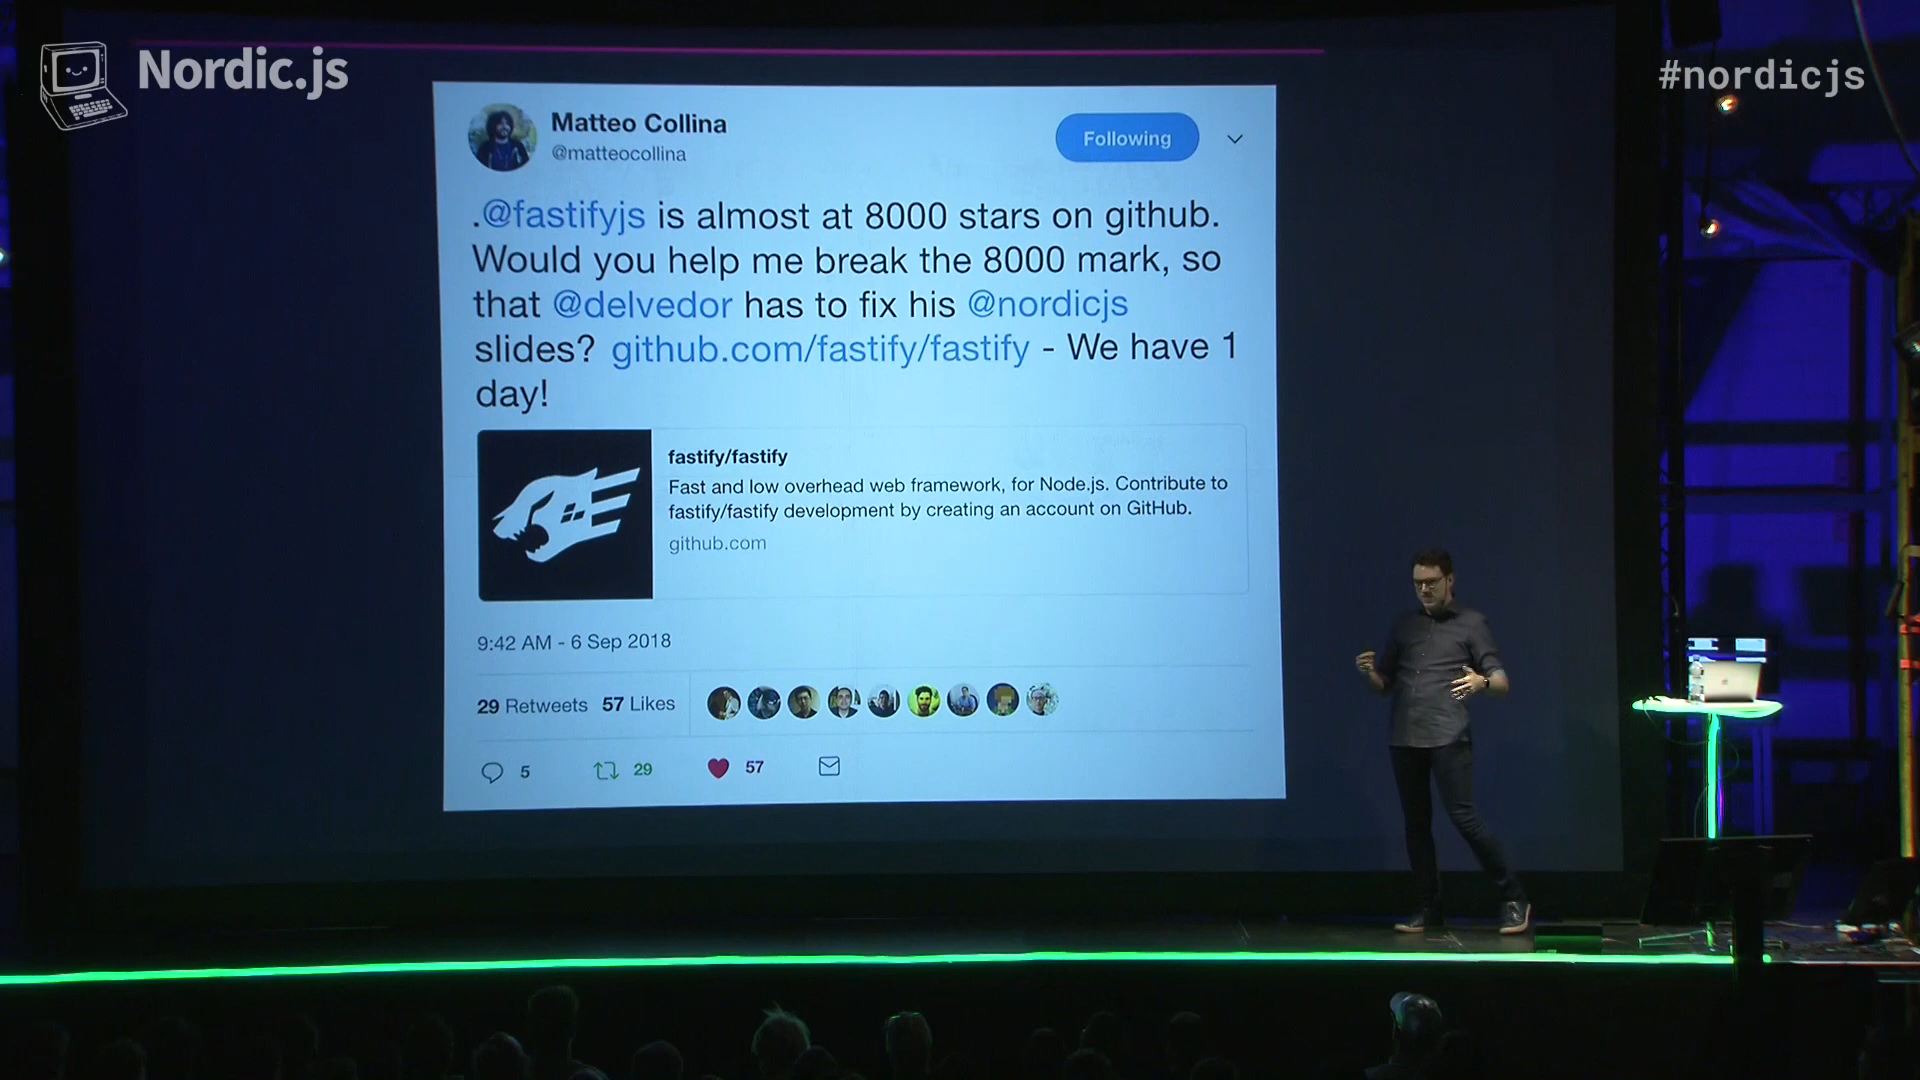 Nordic.js
#nordicjs
Matteo Collina
@matteocollina
Following
.@fastifyjs is almost at 8000 stars on github.
Would you help me break the 8000 mark, so
that @delvedor has to fix his @nordicjs
slides? github.com/fastify/fastify - We have 1
day!
fastify/fastify
Fast and low overhead web framework, for Node.js. Contribute to
fastify/fastify development by creating an account on GitHub.
github.com
9:42 AM - 6 Sep 2018
29 Retweets 57 Likes
5 29 57